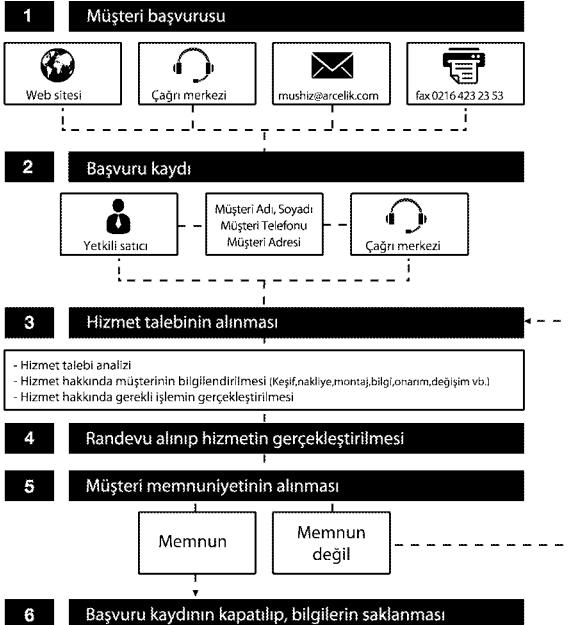 1 Müşteri başvurusu
Web sitesi
Çağrı merkezi
mushiz@arcelik.com
fax 0216 423 23 53
2 Başvuru kaydı
Yetkili satıcı
Müşteri Adı, Soyadı
Müşteri Telefonu
Müşteri Adresi
Çağrı merkezi
3 Hizmet talebinin alınması
- Hizmet talebi analizi
- Hizmet hakkında müşterinin bilgilendirilmesi (Keşif,nakliye,montaj,bilgi,onarım,değişim vb.)
- Hizmet hakkında gerekli işlemin gerçekleştirilmesi
4 Randevu alınıp hizmetin gerçekleştirilmesi
5 Müşteri memnuniyetinin alınması
Memnun
Memnun
değil
6 Başvuru kaydının kapatılıp, bilgilerin saklanması